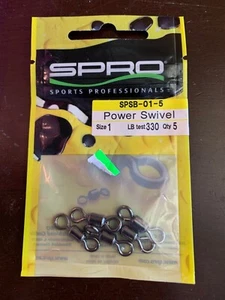 SPRO
SPORTS PROFESSIONALS
SPSB-01-5
Power Swivel
Size 1 LB test 330 Qty 5